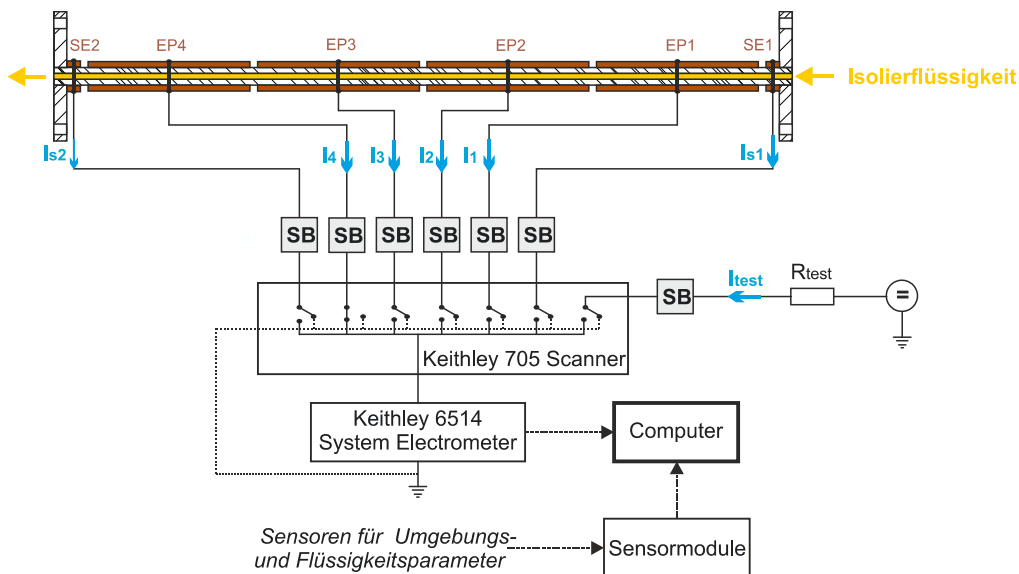 SE2
EP4
EP3
EP2
EP1
SE1
Isolierflüssigkeit
Is2
I4
I3
I2
I1
Is1
SB
SB
SB
SB
SB
SB
SB
Itest
Rtest
=
Keithley 705 Scanner
Keithley 6514
System Electrometer
Computer
Sensoren für Umgebungs-
und Flüssigkeitsparameter
Sensormodule